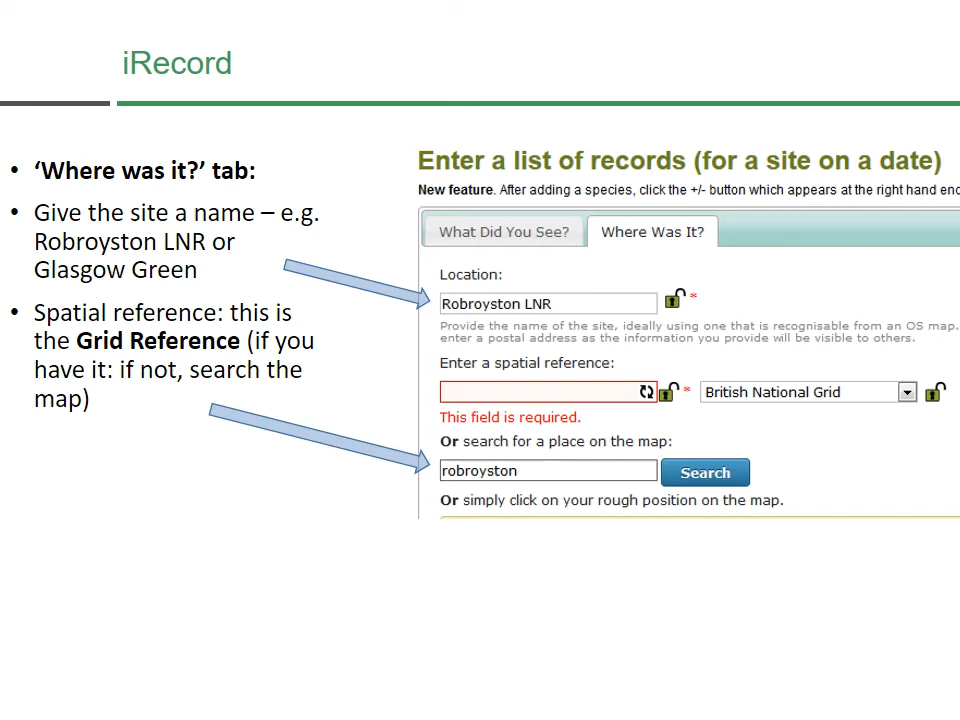 iRecord
• ‘Where was it?’ tab:
• Give the site a name – e.g.
Robroyston LNR or
Glasgow Green
• Spatial reference: this is
the Grid Reference (if you
have it: if not, search the
map)
Enter a list of records (for a site on a date)
New feature. After adding a species, click the +/- button which appears at the right hand enc
What Did You See?
Where Was It?
Location:
Robroyston LNR
*
Provide the name of the site, ideally using one that is recognisable from an OS map.
enter a postal address as the information you provide will be visible to others.
Enter a spatial reference:
* British National Grid
This field is required.
Or search for a place on the map:
robroyston
Search
Or simply click on your rough position on the map.